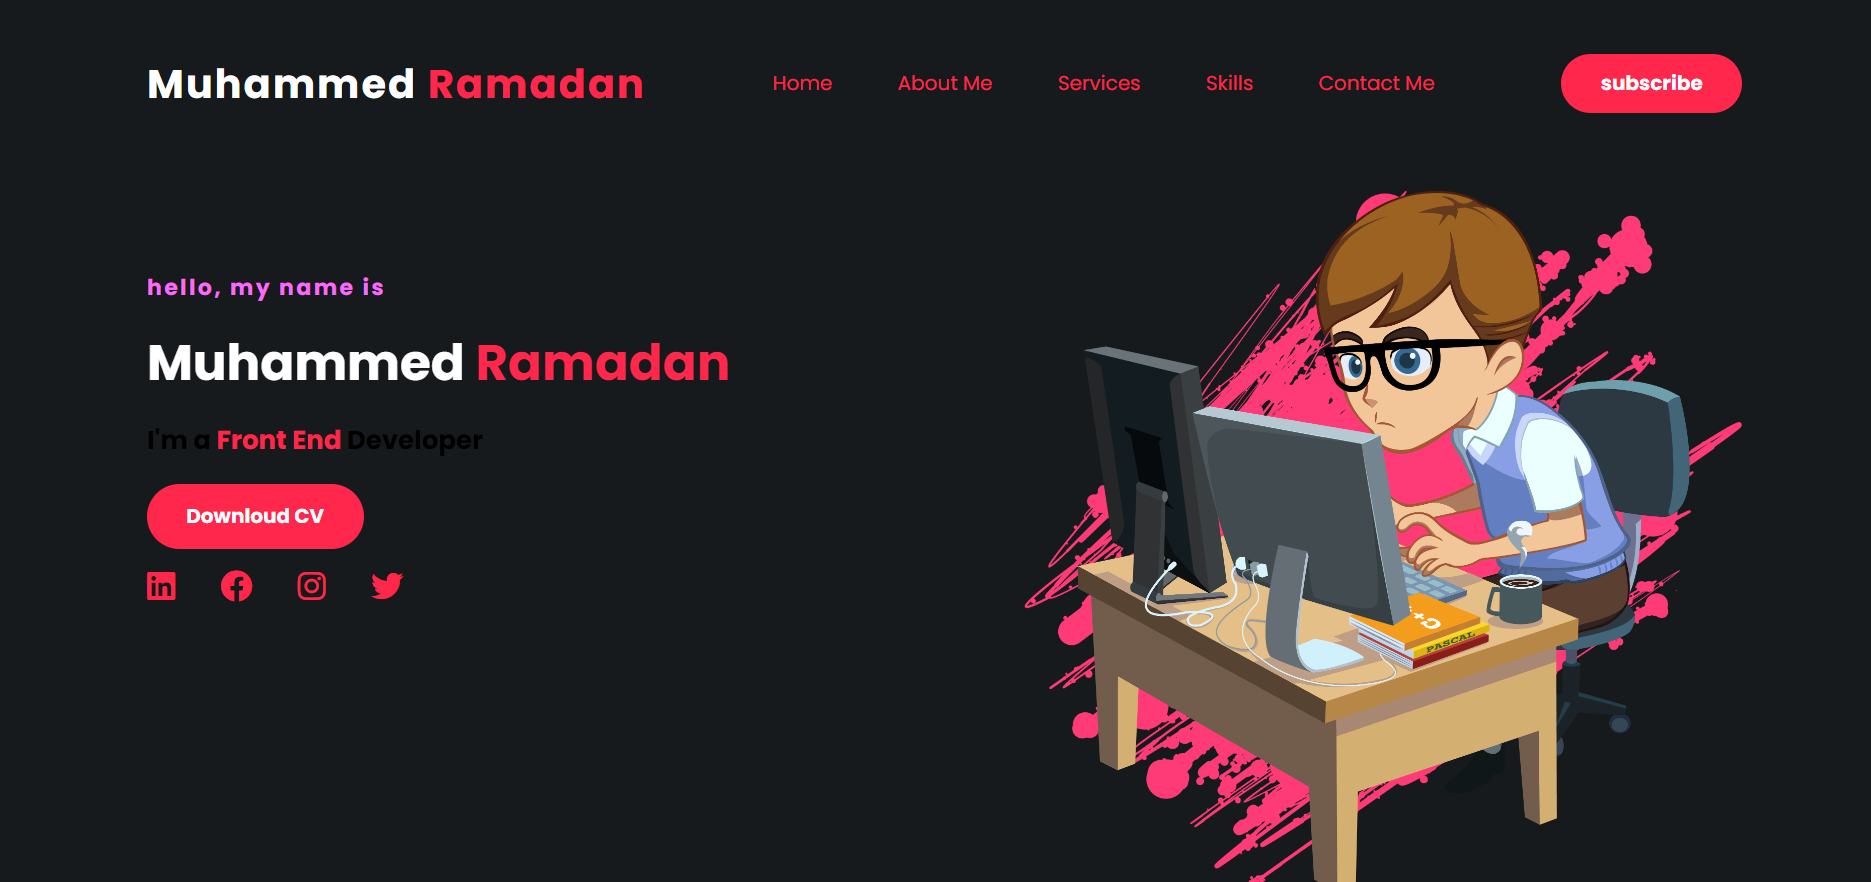 Muhammed Ramadan
Home About Me Services Skills Contact Me
subscribe
hello, my name is
Muhammed Ramadan
I'm a Front End Developer
Downloud CV
in
C++
PASCAL